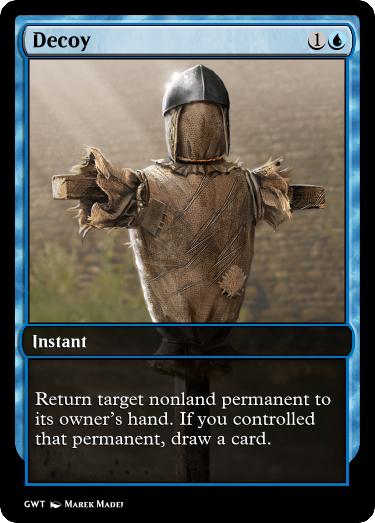 Decoy 1
Instant
Return target nonland permanent to
its owner's hand. If you controlled
that permanent, draw a card.
GWT Marek Madej